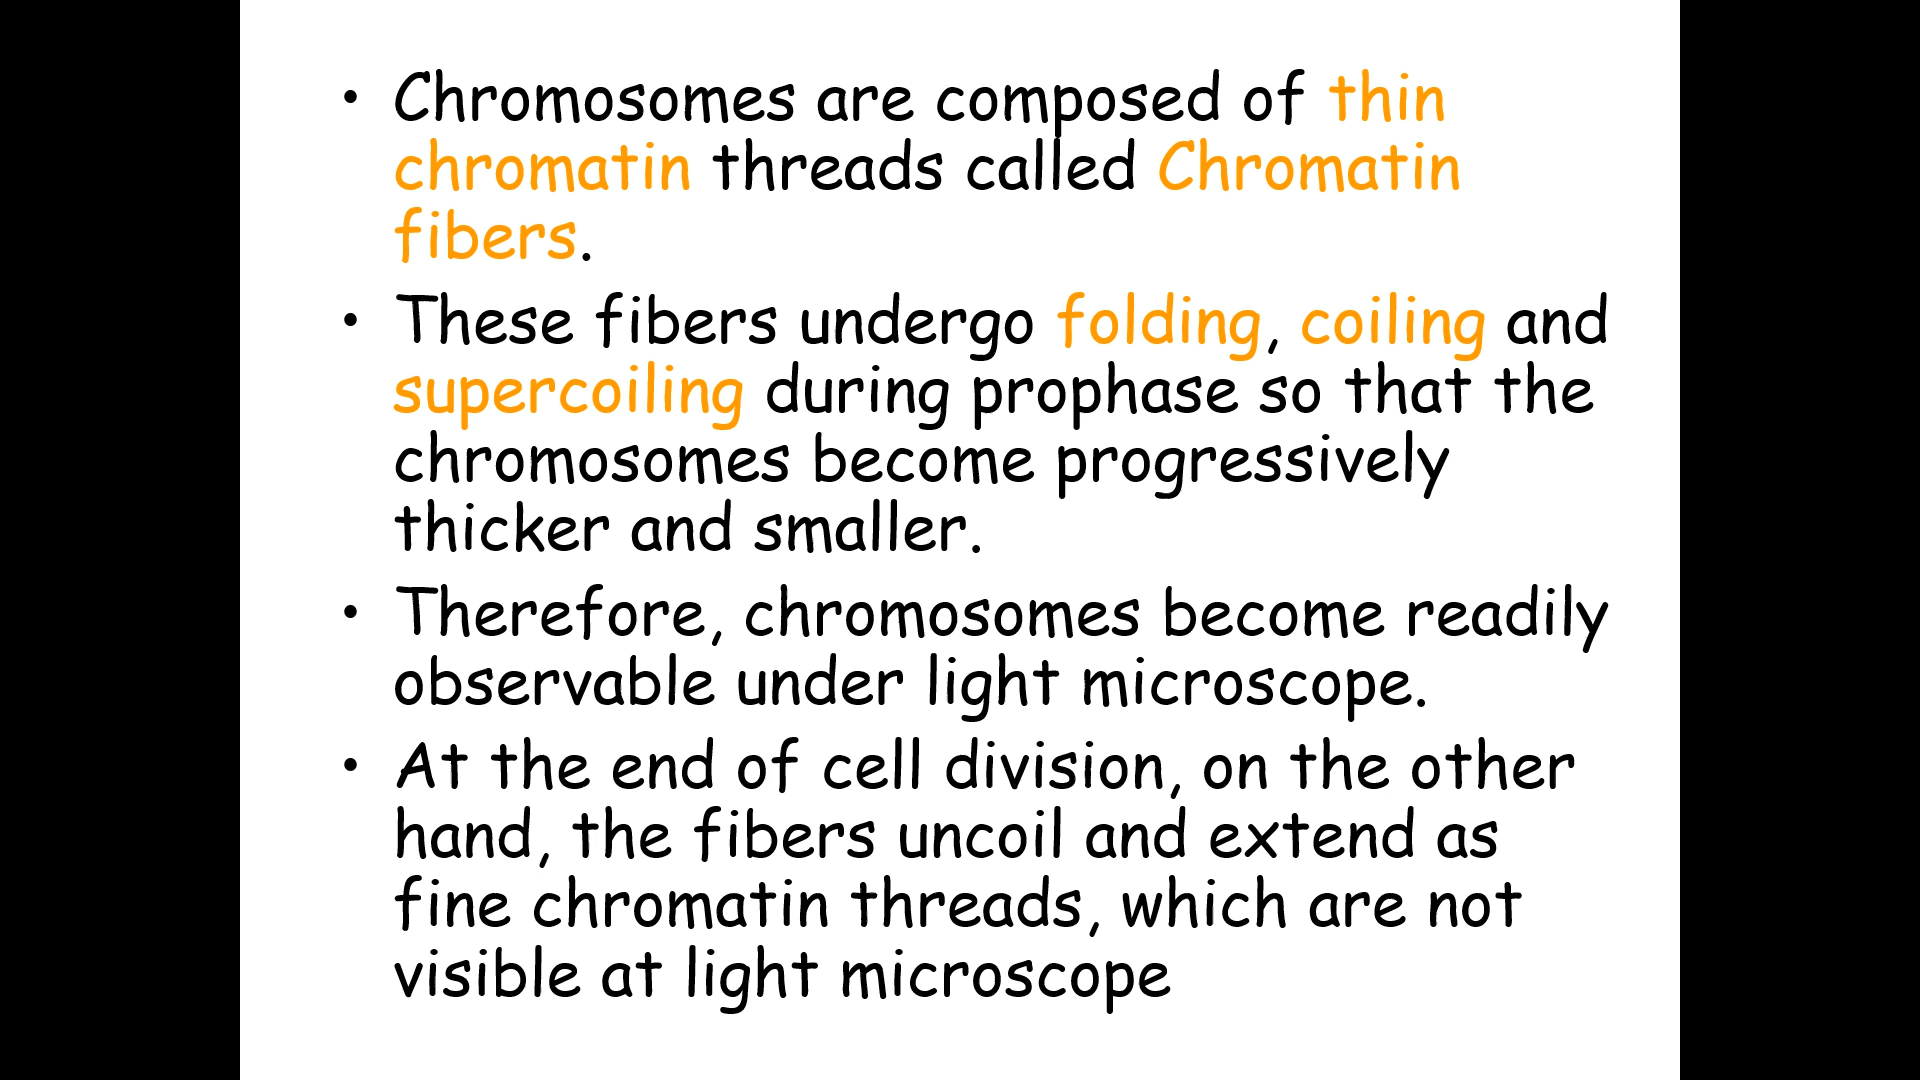 • Chromosomes are composed of thin
chromatin threads called Chromatin
fibers.
• These fibers undergo folding, coiling and
supercoiling during prophase so that the
chromosomes become progressively
thicker and smaller.
• Therefore, chromosomes become readily
observable under light microscope.
• At the end of cell division, on the other
hand, the fibers uncoil and extend as
fine chromatin threads, which are not
visible at light microscope